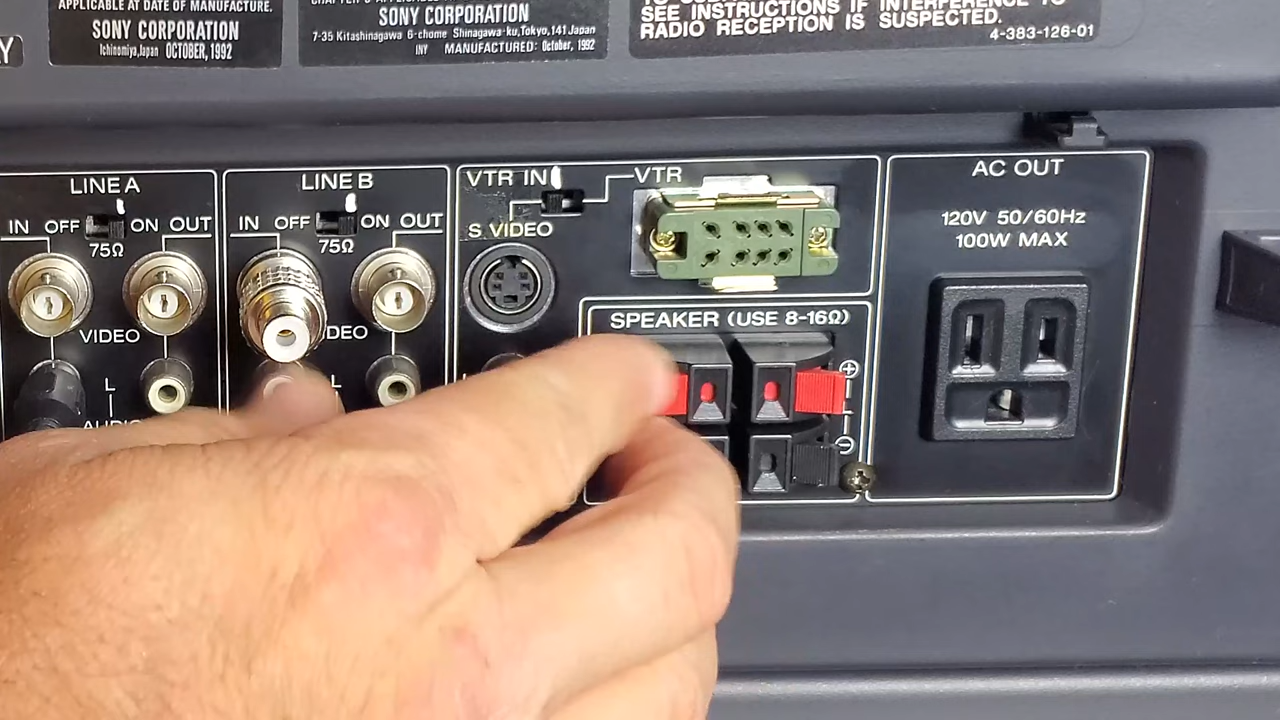 APPLICABLE AT DATE OF MANUFACTURE.
SONY CORPORATION
Ichinomiya,Japan OCTOBER, 1992
SONY CORPORATION
7-35 Kitashinagawa 6-chome Shinagawa-ku,Tokyo,141 Japan
INY MANUFACTURED: October, 1992
SEE INSTRUCTIONS IF INTERFERENCE TO
RADIO RECEPTION IS SUSPECTED.
4-383-126-01
LINE A
IN OFF ON OUT
75Ω
VIDEO
L
AUDIO
LINE B
IN OFF ON OUT
75Ω
DEO
L
VTR IN VTR
S VIDEO
SPEAKER (USE 8-16Ω)
+
−
AC OUT
120V 50/60Hz
100W MAX